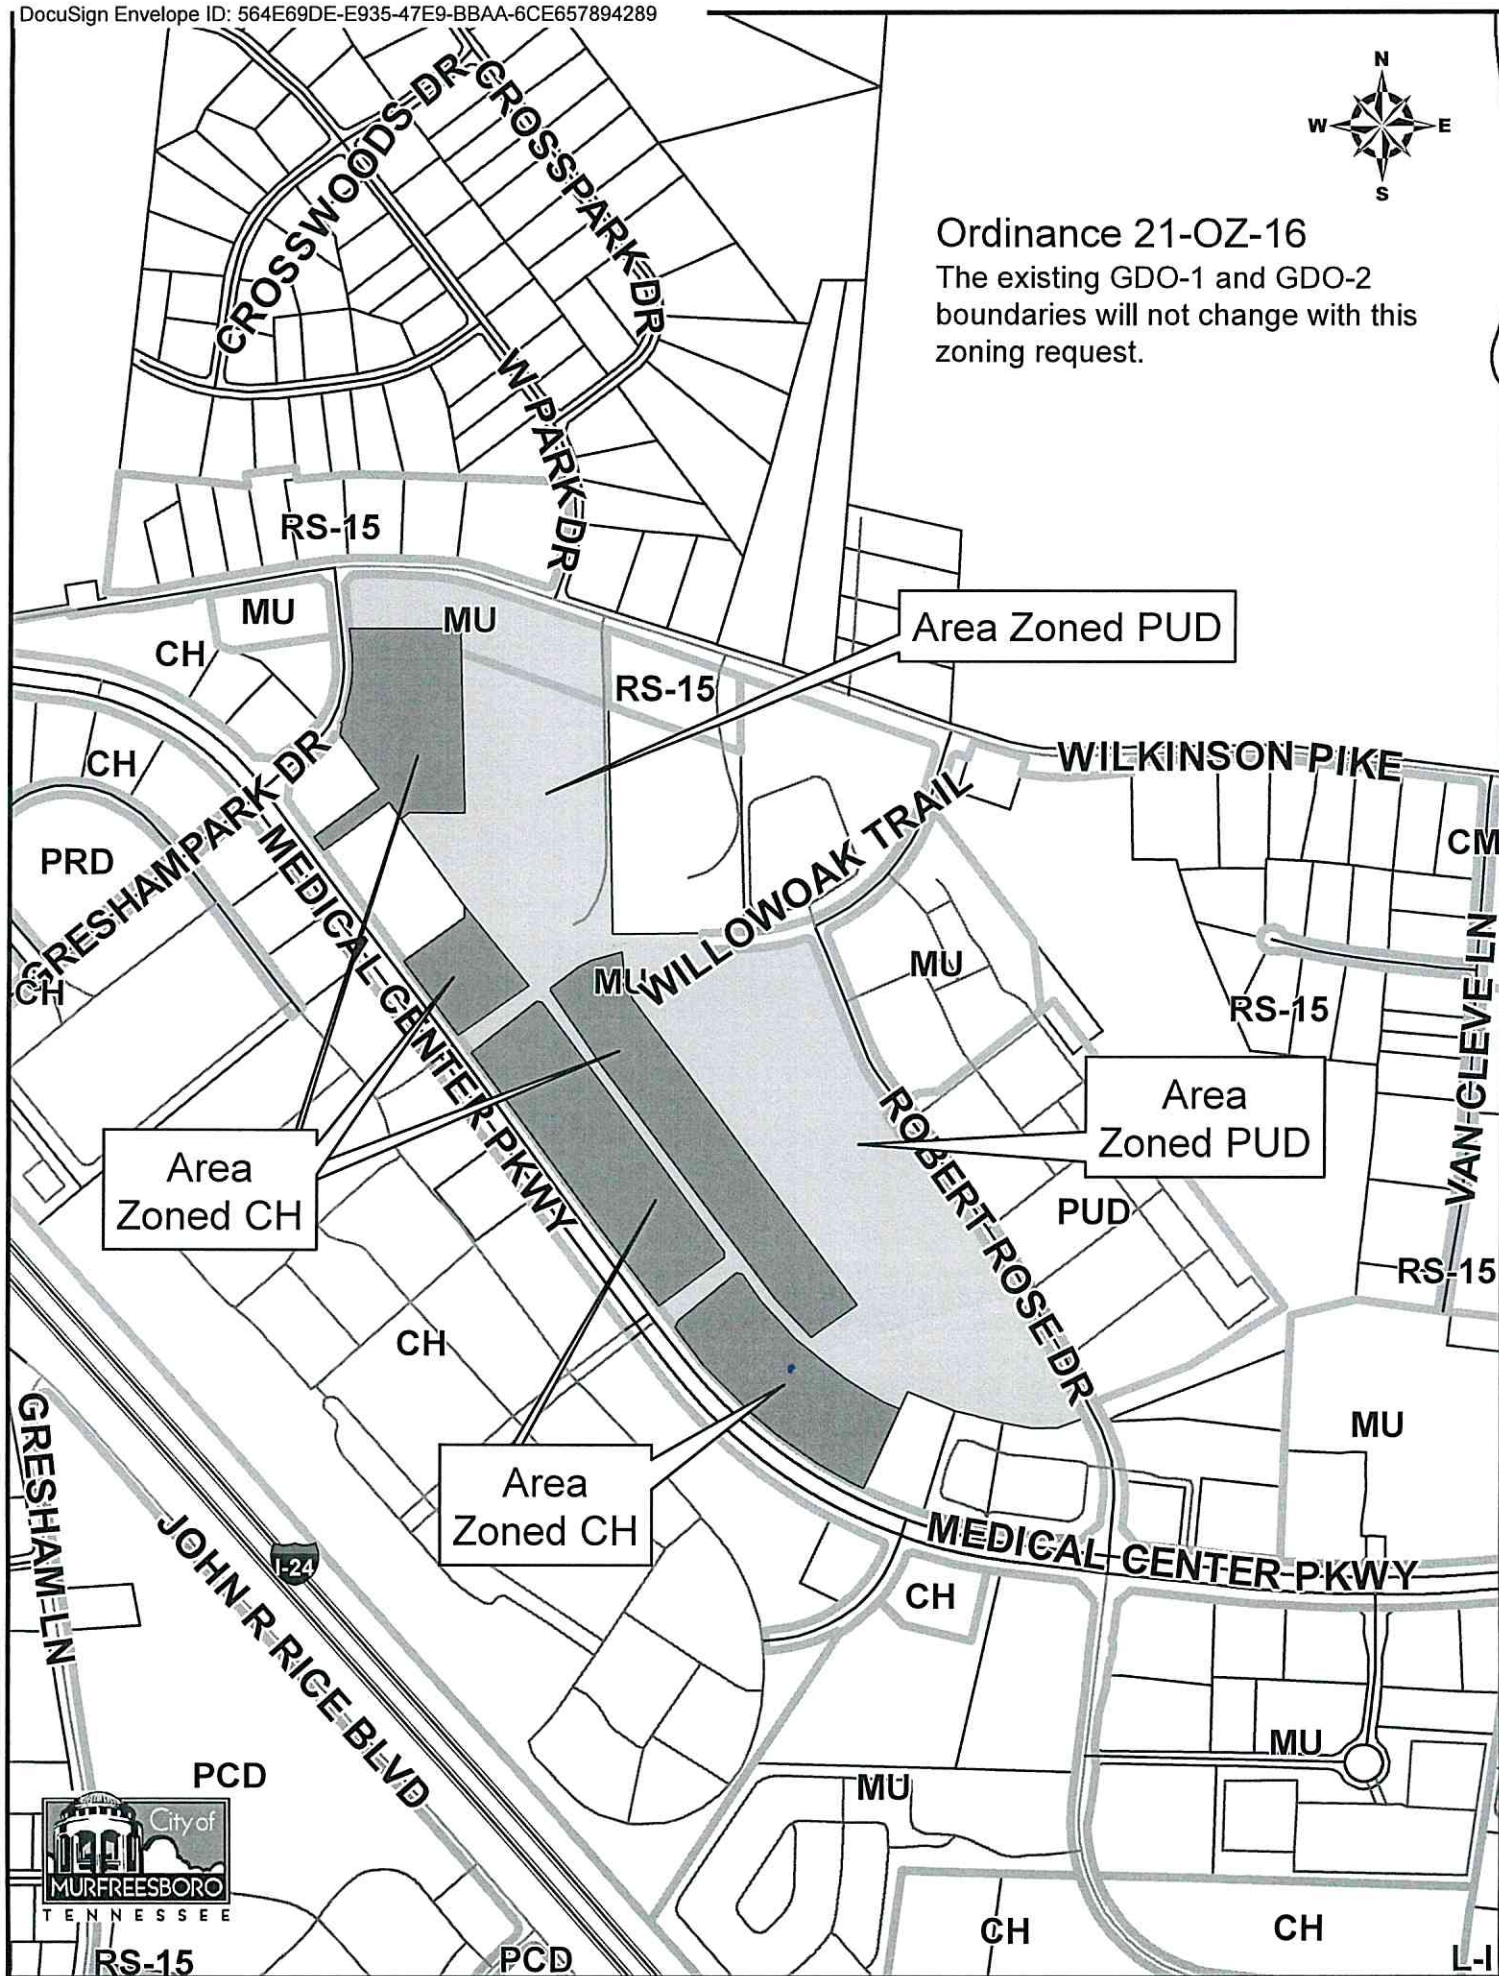 DocuSign Envelope ID: 564E69DE-E935-47E9-BBAA-6CE657894289
N
W E
S
Ordinance 21-OZ-16
The existing GDO-1 and GDO-2
boundaries will not change with this
zoning request.
CROSSWOODS DR
CROSSPARK DR
W PARK DR
RS-15
MU
MU
CH
RS-15
Area Zoned PUD
WILKINSON PIKE
CH
GRESHAMPARK DR
PRD
CH
MEDICAL CENTER PKWY
WILLOWOAK TRAIL
MU
MU
CM
RS-15
VAN CLEVE LN
Area
Zoned PUD
ROBERT ROSE DR
PUD
RS-15
Area
Zoned CH
CH
MU
Area
Zoned CH
MEDICAL CENTER PKWY
GRESHAM LN
JOHN R RICE BLVD
I-24
CH
MU
MU
PCD
City of
MURFREESBORO
TENNESSEE
RS-15
PCD
CH
CH
L-I